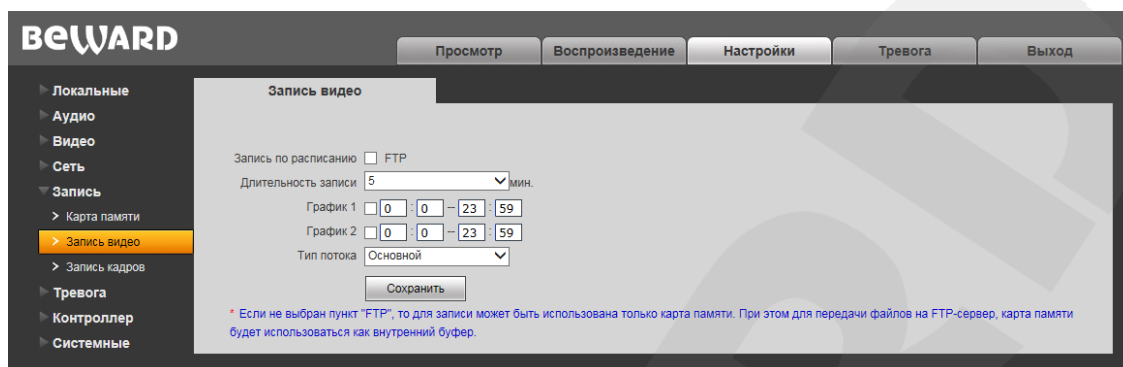 BEWARD
Просмотр
Воспроизведение
Настройки
Тревога
Выход
Локальные
Аудио
Видео
Сеть
Запись
> Карта памяти
> Запись видео
> Запись кадров
Тревога
Контроллер
Системные
Запись видео
Запись по расписанию FTP
Длительность записи 5 мин.
График 1 0 : 0 – 23 : 59
График 2 0 : 0 – 23 : 59
Тип потока Основной
Сохранить
* Если не выбран пункт "FTP", то для записи может быть использована только карта памяти. При этом для передачи файлов на FTP-сервер, карта памяти
будет использоваться как внутренний буфер.